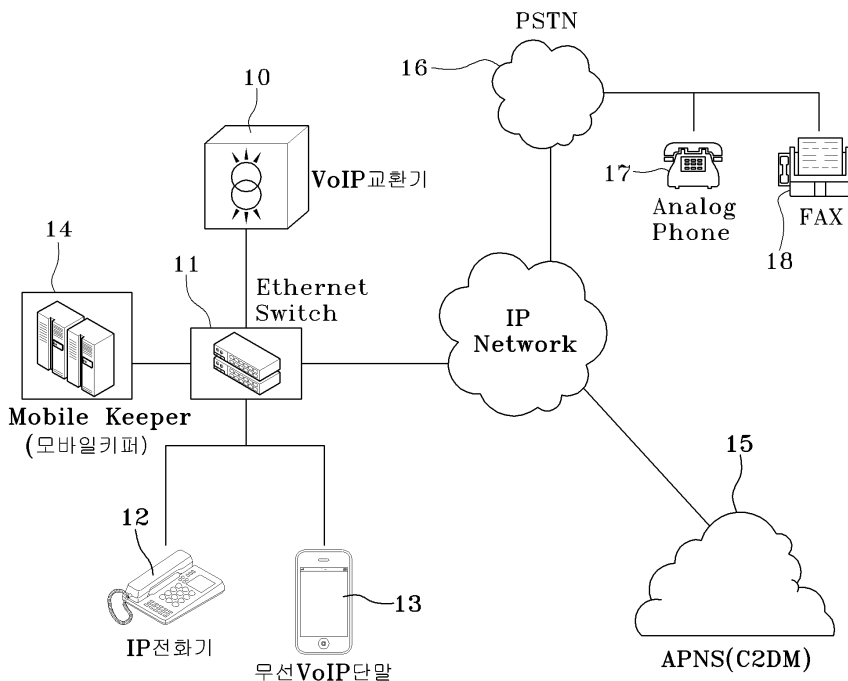 PSTN
16
10
17
Analog
Phone
18
FAX
VoIP교환기
14
11
Ethernet
Switch
IP
Network
Mobile Keeper
(모바일키퍼)
15
12
13
IP전화기
무선VoIP단말
APNS(C2DM)